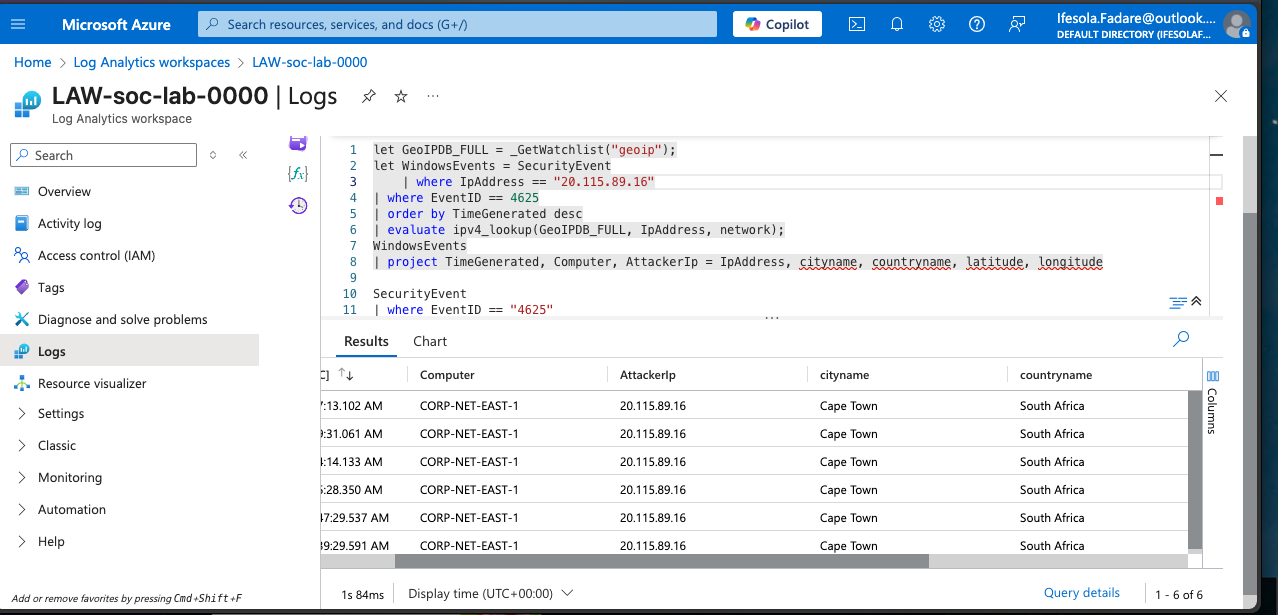 Microsoft Azure
Search resources, services, and docs (G+/)
Copilot
Ifesola.Fadare@outlook....
DEFAULT DIRECTORY (IFESOLAF...
Home > Log Analytics workspaces > LAW-soc-lab-0000
LAW-soc-lab-0000 | Logs
Log Analytics workspace
Search
Overview
Activity log
Access control (IAM)
Tags
Diagnose and solve problems
Logs
Resource visualizer
Settings
Classic
Monitoring
Automation
Help
Add or remove favorites by pressing Cmd+Shift+F
1 let GeoIPDB_FULL = _GetWatchlist("geoip");
2 let WindowsEvents = SecurityEvent
3 | where IpAddress == "20.115.89.16"
4 | where EventID == 4625
5 | order by TimeGenerated desc
6 | evaluate ipv4_lookup(GeoIPDB_FULL, IpAddress, network);
7 WindowsEvents
8 | project TimeGenerated, Computer, AttackerIp = IpAddress, cityname, countryname, latitude, longitude
9
10 SecurityEvent
11 | where EventID == "4625"
Results Chart
C] Computer AttackerIp cityname countryname
:13.102 AM CORP-NET-EAST-1 20.115.89.16 Cape Town South Africa
:31.061 AM CORP-NET-EAST-1 20.115.89.16 Cape Town South Africa
:14.133 AM CORP-NET-EAST-1 20.115.89.16 Cape Town South Africa
:28.350 AM CORP-NET-EAST-1 20.115.89.16 Cape Town South Africa
47:29.537 AM CORP-NET-EAST-1 20.115.89.16 Cape Town South Africa
39:29.591 AM CORP-NET-EAST-1 20.115.89.16 Cape Town South Africa
Columns
1s 84ms Display time (UTC+00:00) Query details 1 - 6 of 6